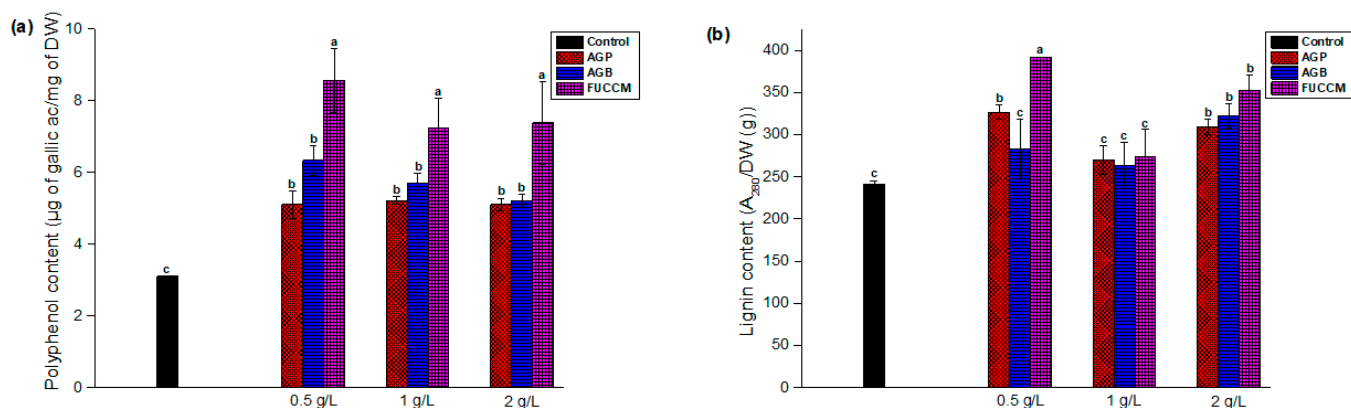 (a)
Polyphenol content (µg of gallic ac/mg of DW)
10
8
6
4
2
0
Control
AGP
AGB
FUCCM
c
b
b
a
b
b
a
b
b
a
0.5 g/L
1 g/L
2 g/L
(b)
Lignin content (A280/DW (g))
400
350
300
250
200
150
100
50
0
Control
AGP
AGB
FUCCM
c
b
c
a
c
c
c
b
b
b
0.5 g/L
1 g/L
2 g/L